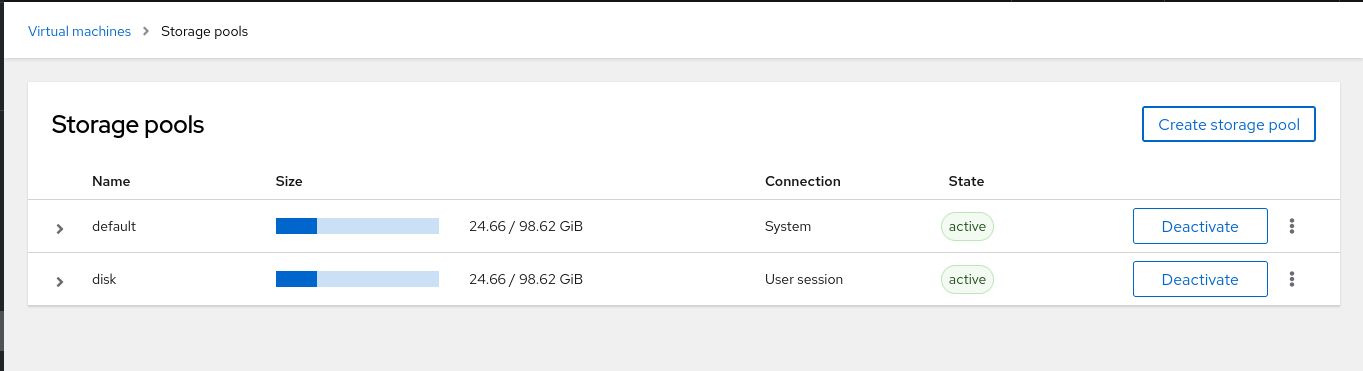 Virtual machines > Storage pools
Storage pools
Create storage pool
Name Size Connection State
default 24.66 / 98.62 GiB System active Deactivate
disk 24.66 / 98.62 GiB User session active Deactivate